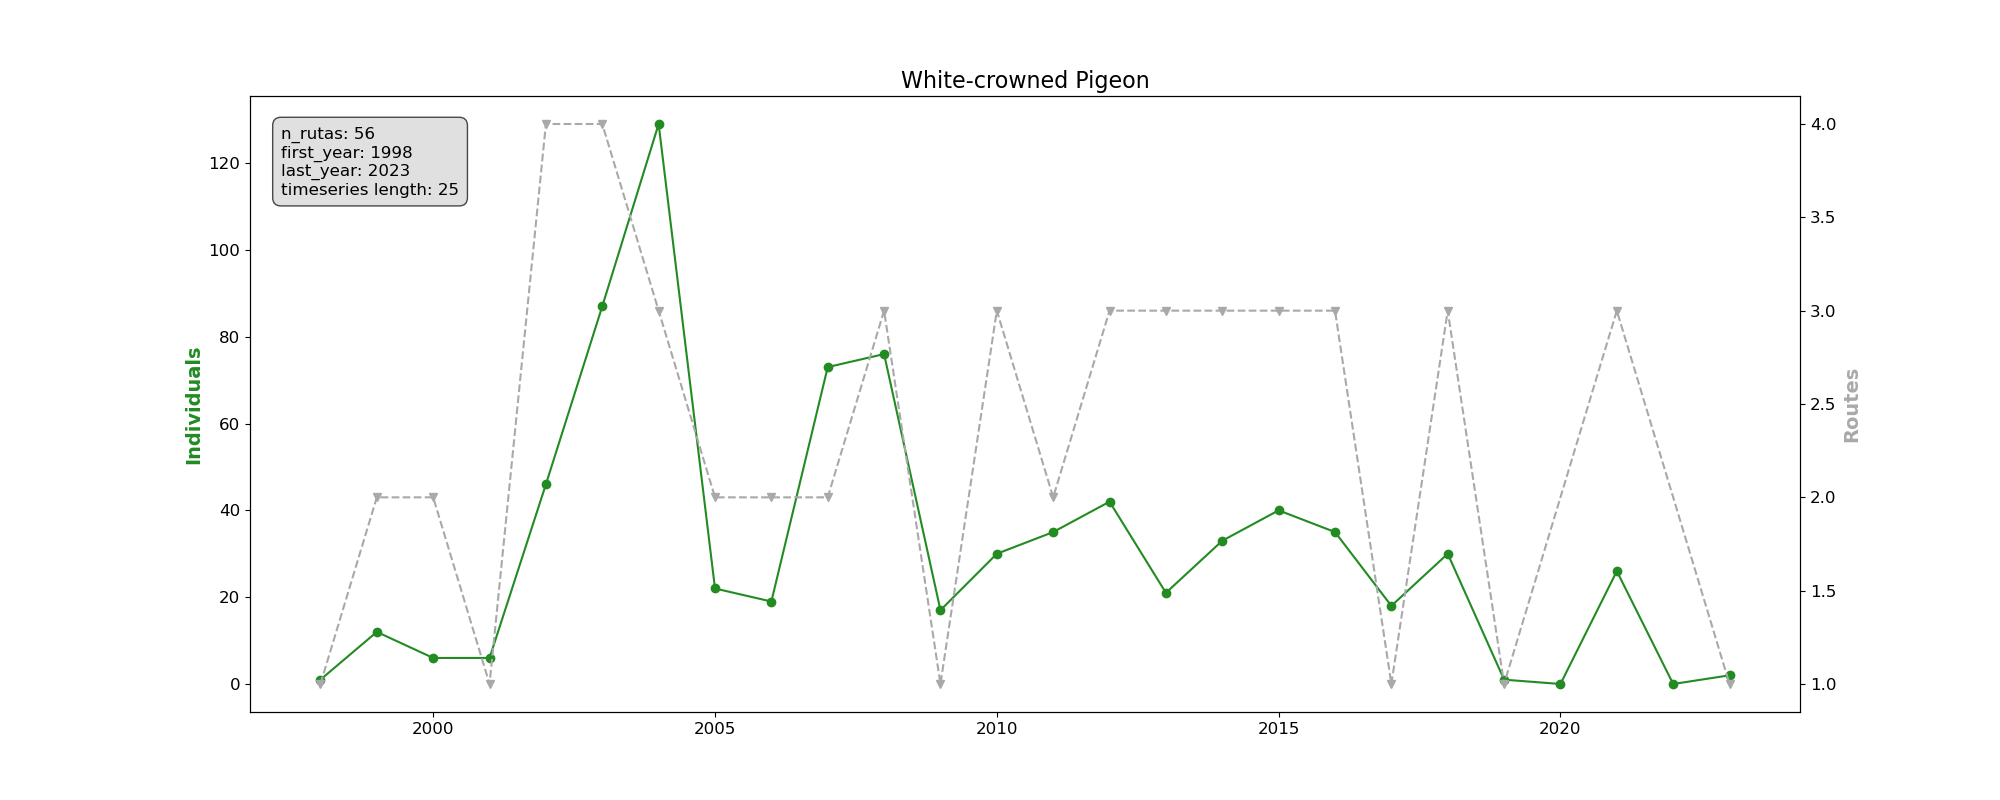 White-crowned Pigeon
n_rutas: 56
first_year: 1998
last_year: 2023
timeseries length: 25
Individuals
120
100
80
60
40
20
0
4.0
3.5
3.0
2.5
2.0
1.5
1.0
Routes
2000 2005 2010 2015 2020